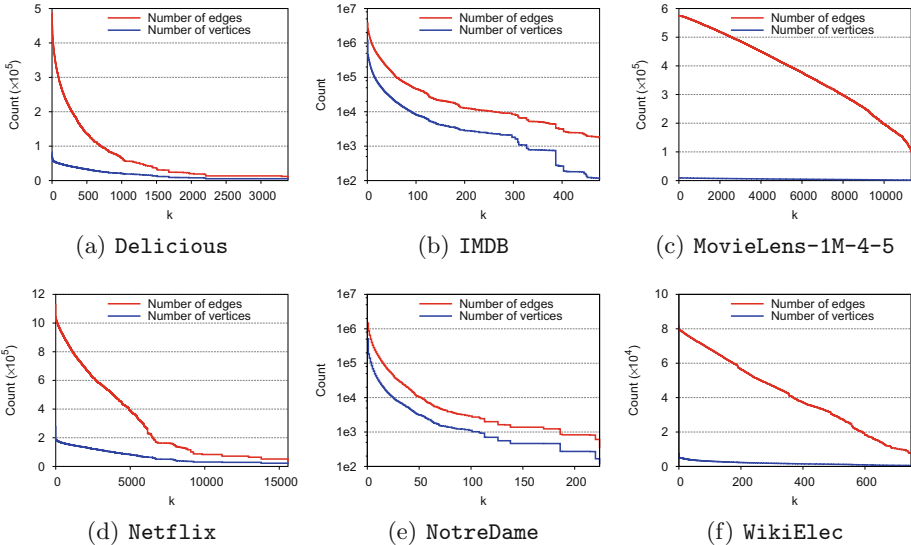 Number of edges
Number of vertices
Count (×10⁵)
5
4
3
2
1
0
0 500 1000 1500 2000 2500 3000
k
(a) Delicious
Number of edges
Number of vertices
Count
1e7
1e6
1e5
1e4
1e3
1e2
0 100 200 300 400
k
(b) IMDB
Number of edges
Number of vertices
Count (×10⁵)
6
5
4
3
2
1
0
0 2000 4000 6000 8000 10000
k
(c) MovieLens-1M-4-5
Number of edges
Number of vertices
Count (×10⁵)
12
10
8
6
4
2
0
0 5000 10000 15000
k
(d) Netflix
Number of edges
Number of vertices
Count
1e7
1e6
1e5
1e4
1e3
1e2
0 50 100 150 200
k
(e) NotreDame
Number of edges
Number of vertices
Count (×10⁴)
10
8
6
4
2
0
0 200 400 600
k
(f) WikiElec